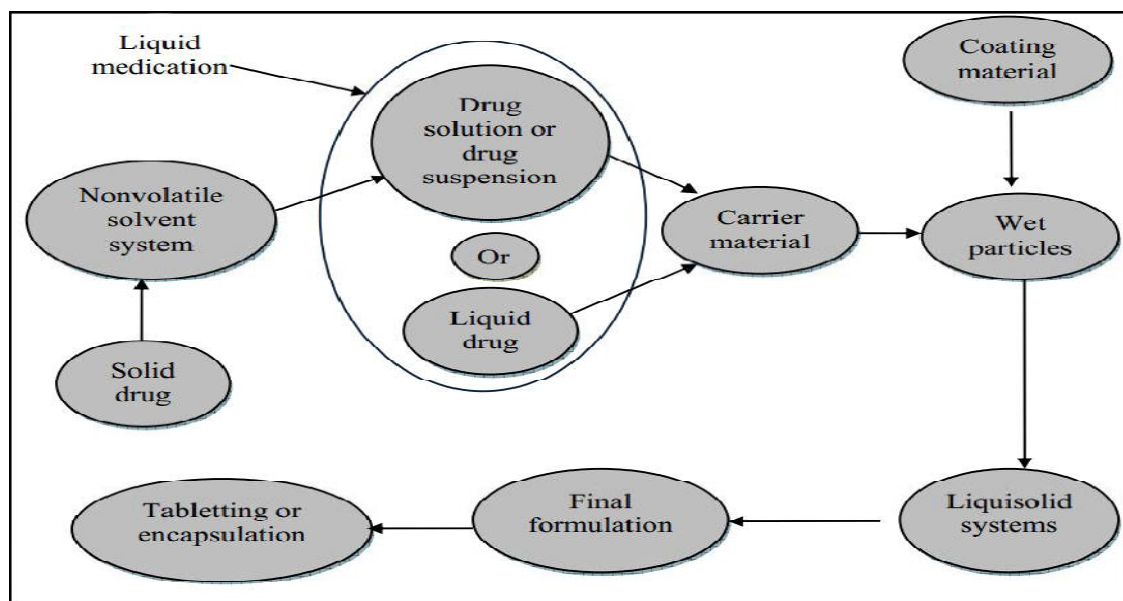 Liquid
medication
Coating
material
Drug
solution or
drug
suspension
Nonvolatile
solvent
system
Carrier
material
Wet
particles
Or
Liquid
drug
Solid
drug
Tabletting or
encapsulation
Final
formulation
Liquisolid
systems